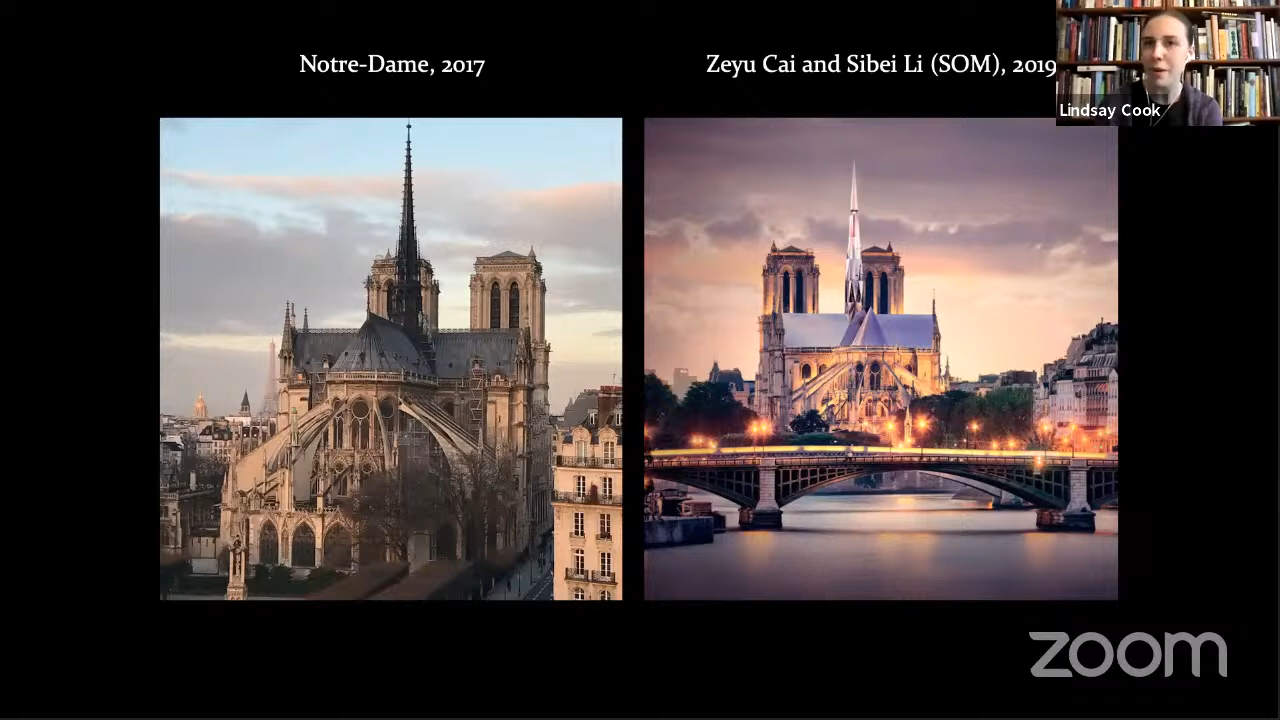 Notre-Dame, 2017
Zeyu Cai and Sibei Li (SOM), 2019
Lindsay Cook
zoom